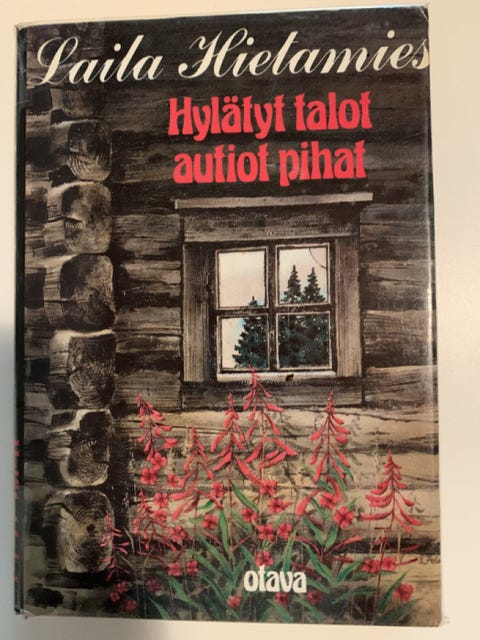 Laila Hietamies
Hylätyt talot
autiot pihat
otava